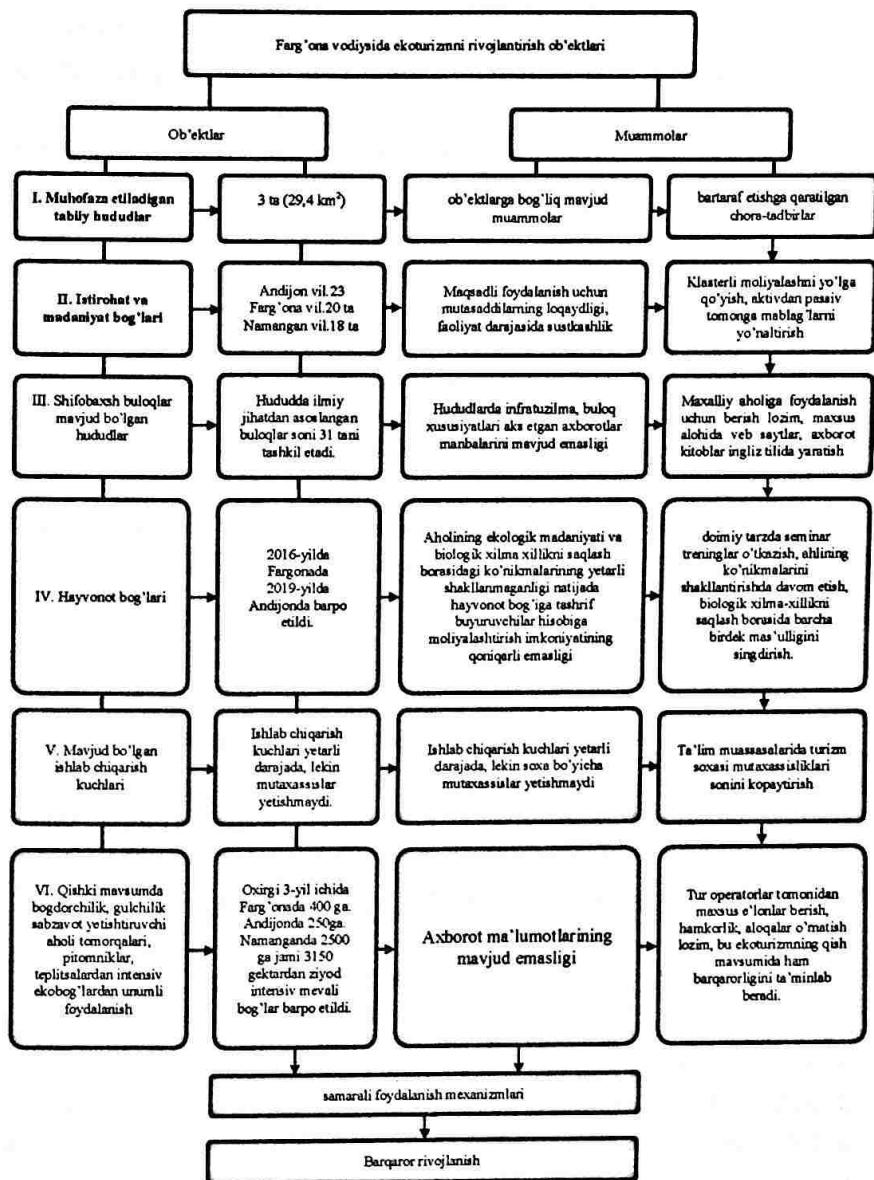 Farg'ona vodiysida ekoturizmni rivojlantirish ob'ektlari
Ob'ektlar
Muammolar
I. Muhofaza etiladigan
tabiiy hududlar
3 ta (29,4 km²)
ob'ektlarga bog'liq mavjud
muammolar
bartaraf etishga qaratilgan
chora-tadbirlar
II. Istirohat va
madaniyat bog'lari
Andijon vil.23
Farg'ona vil.20 ta
Namangan vil.18 ta
Maqsadli foydalanish uchun
mutasaddilarning loqaydligi,
faoliyat darajasida sustkashlik
Klasterli moliyalashni yo'lga
qo'yish, aktivdan passiv
tomonga mablag'larni
yo'naltirish
III. Shifobaxsh buloqlar
mavjud bo'lgan
hududlar
Hududda ilmiy
jihatdan asoslangan
buloqlar soni 31 tani
tashkil etadi.
Hududlarda infratuzilma, buloq
xususiyatlari aks etgan axborotlar
manbalarini mavjud emasligi
Maxalliy aholiga foydalanish
uchun berish lozim, maxsus
alohida veb saytlar, axborot
kitoblar ingliz tilida yaratish
IV. Hayvonot bog'lari
2016-yilda
Fargonada
2019-yilda
Andijonda barpo
etildi.
Aholining ekologik madaniyati va
biologik xilma xillikni saqlash
borasidagi ko'nikmalarining yetarli
shakllanmaganligi natijada
hayvonot bog'iga tashrif
buyuruvchilar hisobiga
moliyalashtirish imkoniyatining
qoniqarli emasligi
doimiy tarzda seminar
treninglar o'tkazish, ahlining
ko'nikmalarini
shakllantirishda davom etish,
biologik xilma-xillikni
saqlash borasida barcha
birdek mas'ulligini
singdirish.
V. Mavjud bo'lgan
ishlab chiqarish
kuchlari
Ishlab chiqarish
kuchlari yetarli
darajada, lekin
mutaxassislar
yetishmaydi.
Ishlab chiqarish kuchlari yetarli
darajada, lekin soxa bo'yicha
mutaxassislar yetishmaydi
Ta'lim muassasalarida turizm
soxasi mutaxassisliklari
sonini kopaytirish
VI. Qishki mavsumda
bogdorchilik, gulchilik
sabzavot yetishtiruvchi
aholi tomorqalari,
pitomniklar,
teplitsalardan intensiv
ekobog'lardan unumli
foydalanish
Oxirgi 3-yil ichida
Farg'onada 400 ga.
Andijonda 250ga.
Namanganda 2500
ga jami 3150
gektardan ziyod
intensiv mevali
bog'lar barpo etildi.
Axborot ma'lumotlarining
mavjud emasligi
Tur operatorlar tomonidan
maxsus e'lonlar berish,
hamkorlik, aloqalar o'rnatish
lozim, bu ekoturizmning qish
mavsumida ham
barqarorligini ta'minlab
beradi.
samarali foydalanish mexanizmlari
Barqaror rivojlanish